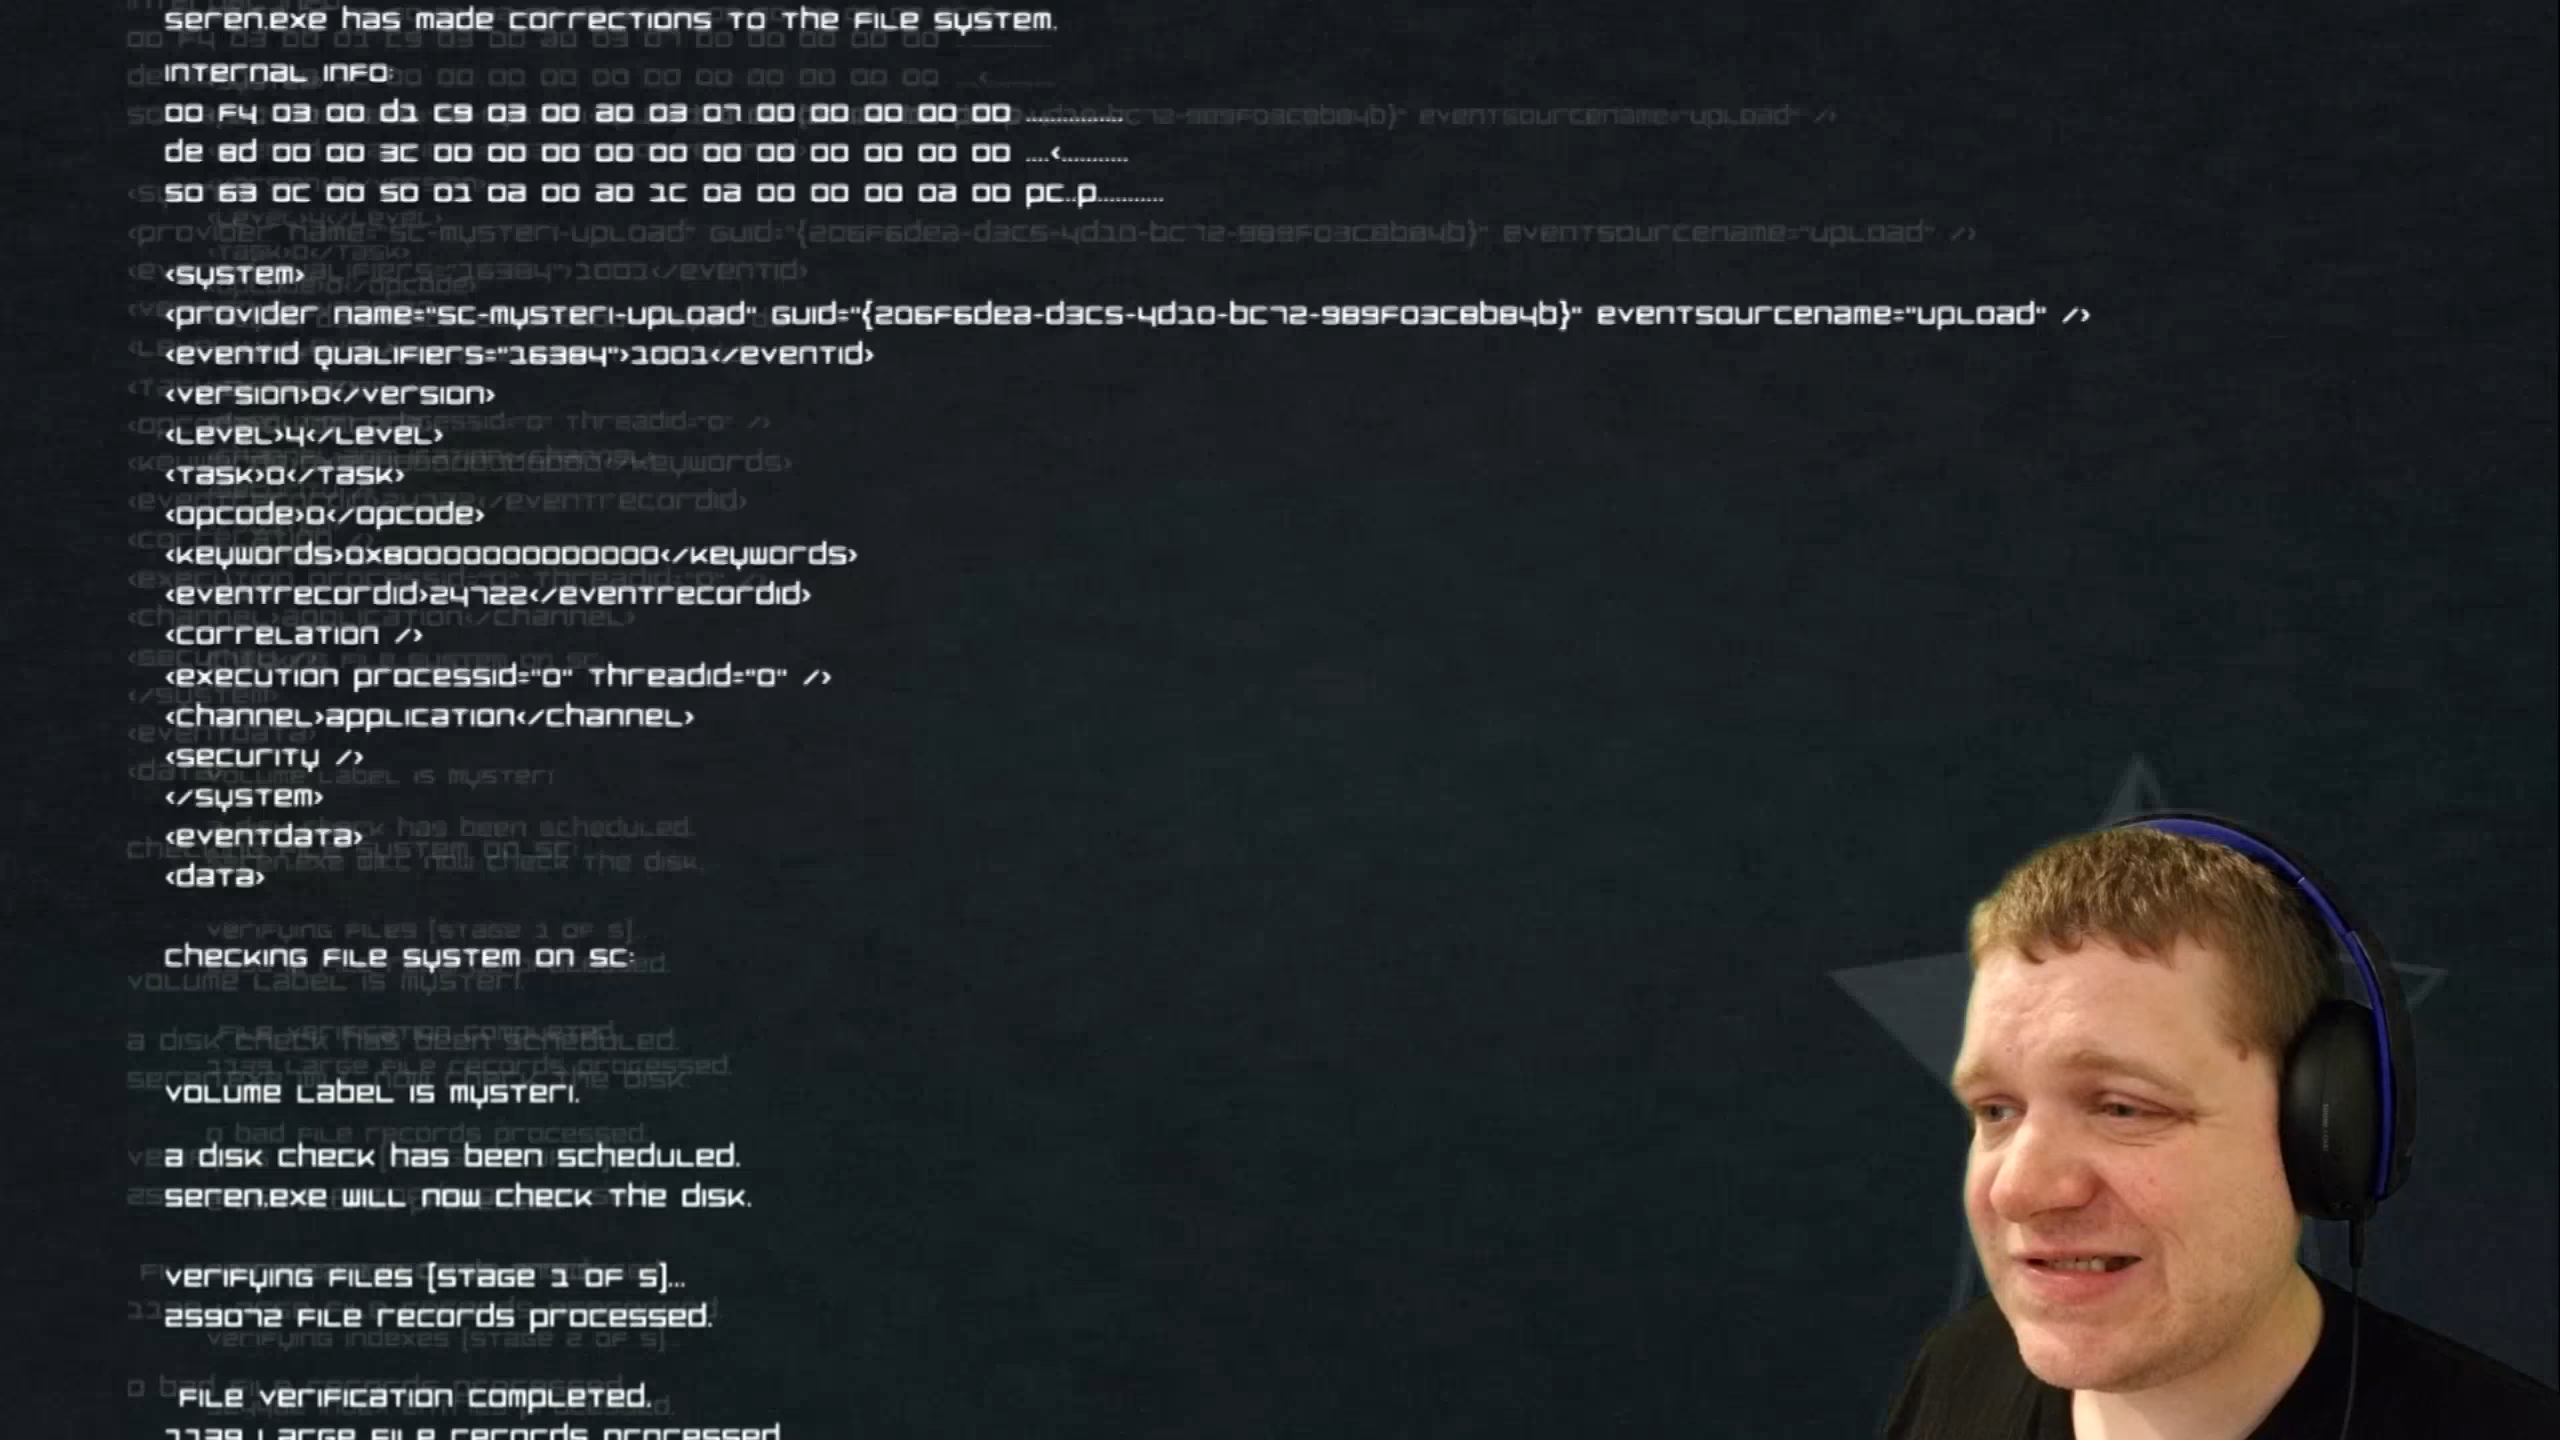 seren.exe has made corrections to the file system.
internal info:
00 f4 03 00 d1 c9 03 00 a0 03 07 00 00 00 00 00 ................
de 8d 00 00 3c 00 00 00 00 00 00 00 00 00 00 00 ....<...........
50 63 0c 00 50 01 0a 00 a0 1c 0a 00 00 00 0a 00 pc..p...........
<system>
<provider name="sc-mysteri-upload" guid="{206f6dea-d3c5-4d10-bc72-989f03c8b84b}" eventsourcename="upload" />
<eventid qualifiers="16384">1001</eventid>
<version>0</version>
<level>4</level>
<task>0</task>
<opcode>0</opcode>
<keywords>0x80000000000000</keywords>
<eventrecordid>24722</eventrecordid>
<correlation />
<execution processid="0" threadid="0" />
<channel>application</channel>
<security />
</system>
<eventdata>
<data>
checking file system on sc:
volume label is mysteri.
a disk check has been scheduled.
seren.exe will now check the disk.
verifying files [stage 1 of 5]...
259072 file records processed.
file verification completed.
1139 large file records processed.